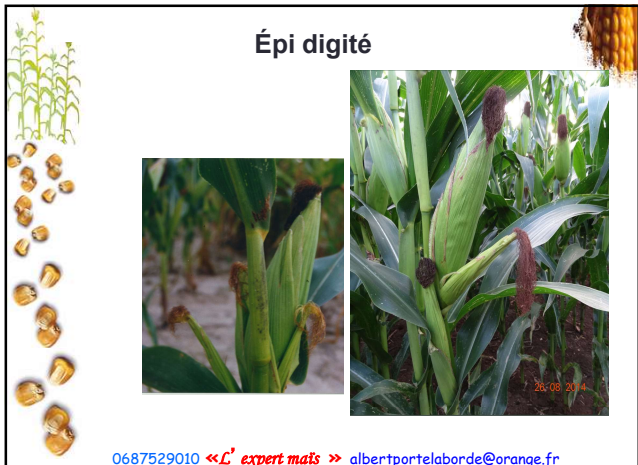 Épi digité
26-08-2014
0687529010 «L’ expert maïs » albertportelaborde@orange.fr